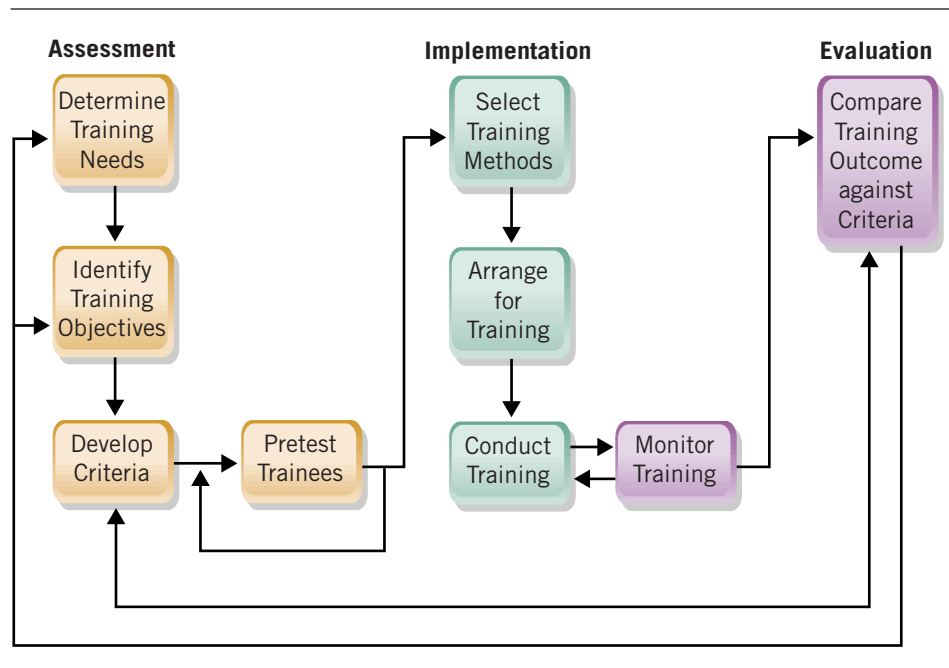 Assessment
Determine
Training
Needs
Identify
Training
Objectives
Develop
Criteria
Pretest
Trainees
Implementation
Select
Training
Methods
Arrange
for
Training
Conduct
Training
Monitor
Training
Evaluation
Compare
Training
Outcome
against
Criteria